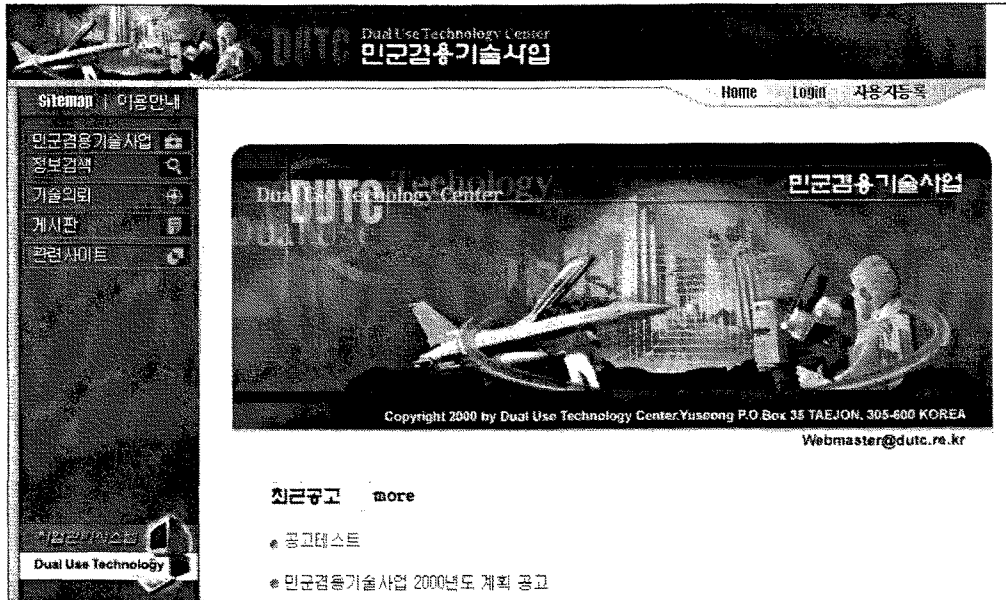 DUTC
Dual Use Technology Center
민군겸용기술사업
Sitemap | 이용안내
Home Login 사용자등록
민군겸용기술사업
정보검색
기술의뢰
게시판
관련사이트
민군겸용기술사업
Technology
Dual Use Technology Center
DUTC
Dual Use
Copyright 2000 by Dual Use Technology Center.Yuseong P.O.Box 35 TAEJON, 305-600 KOREA
Webmaster@dutc.re.kr
최근공고 more
공고테스트
민군겸용기술사업 2000년도 계획 공고
Dual Use Technology